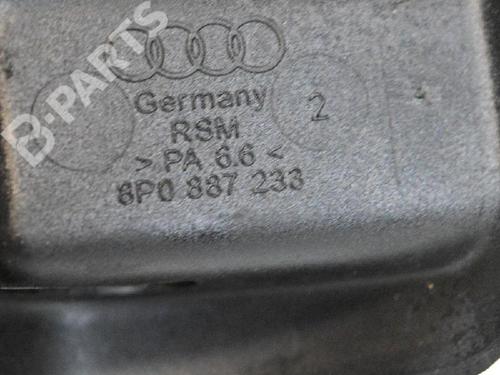 B-PARTS
Germany
RSM
2
> PA 6.6 <
8P0 887 233